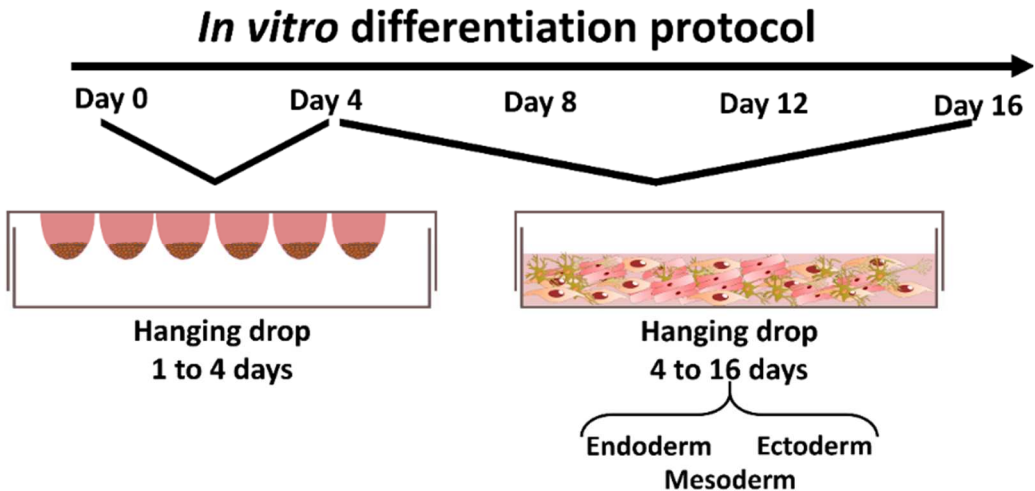 In vitro differentiation protocol
Day 0 Day 4 Day 8 Day 12 Day 16
Hanging drop
1 to 4 days
Hanging drop
4 to 16 days
Endoderm Ectoderm
Mesoderm